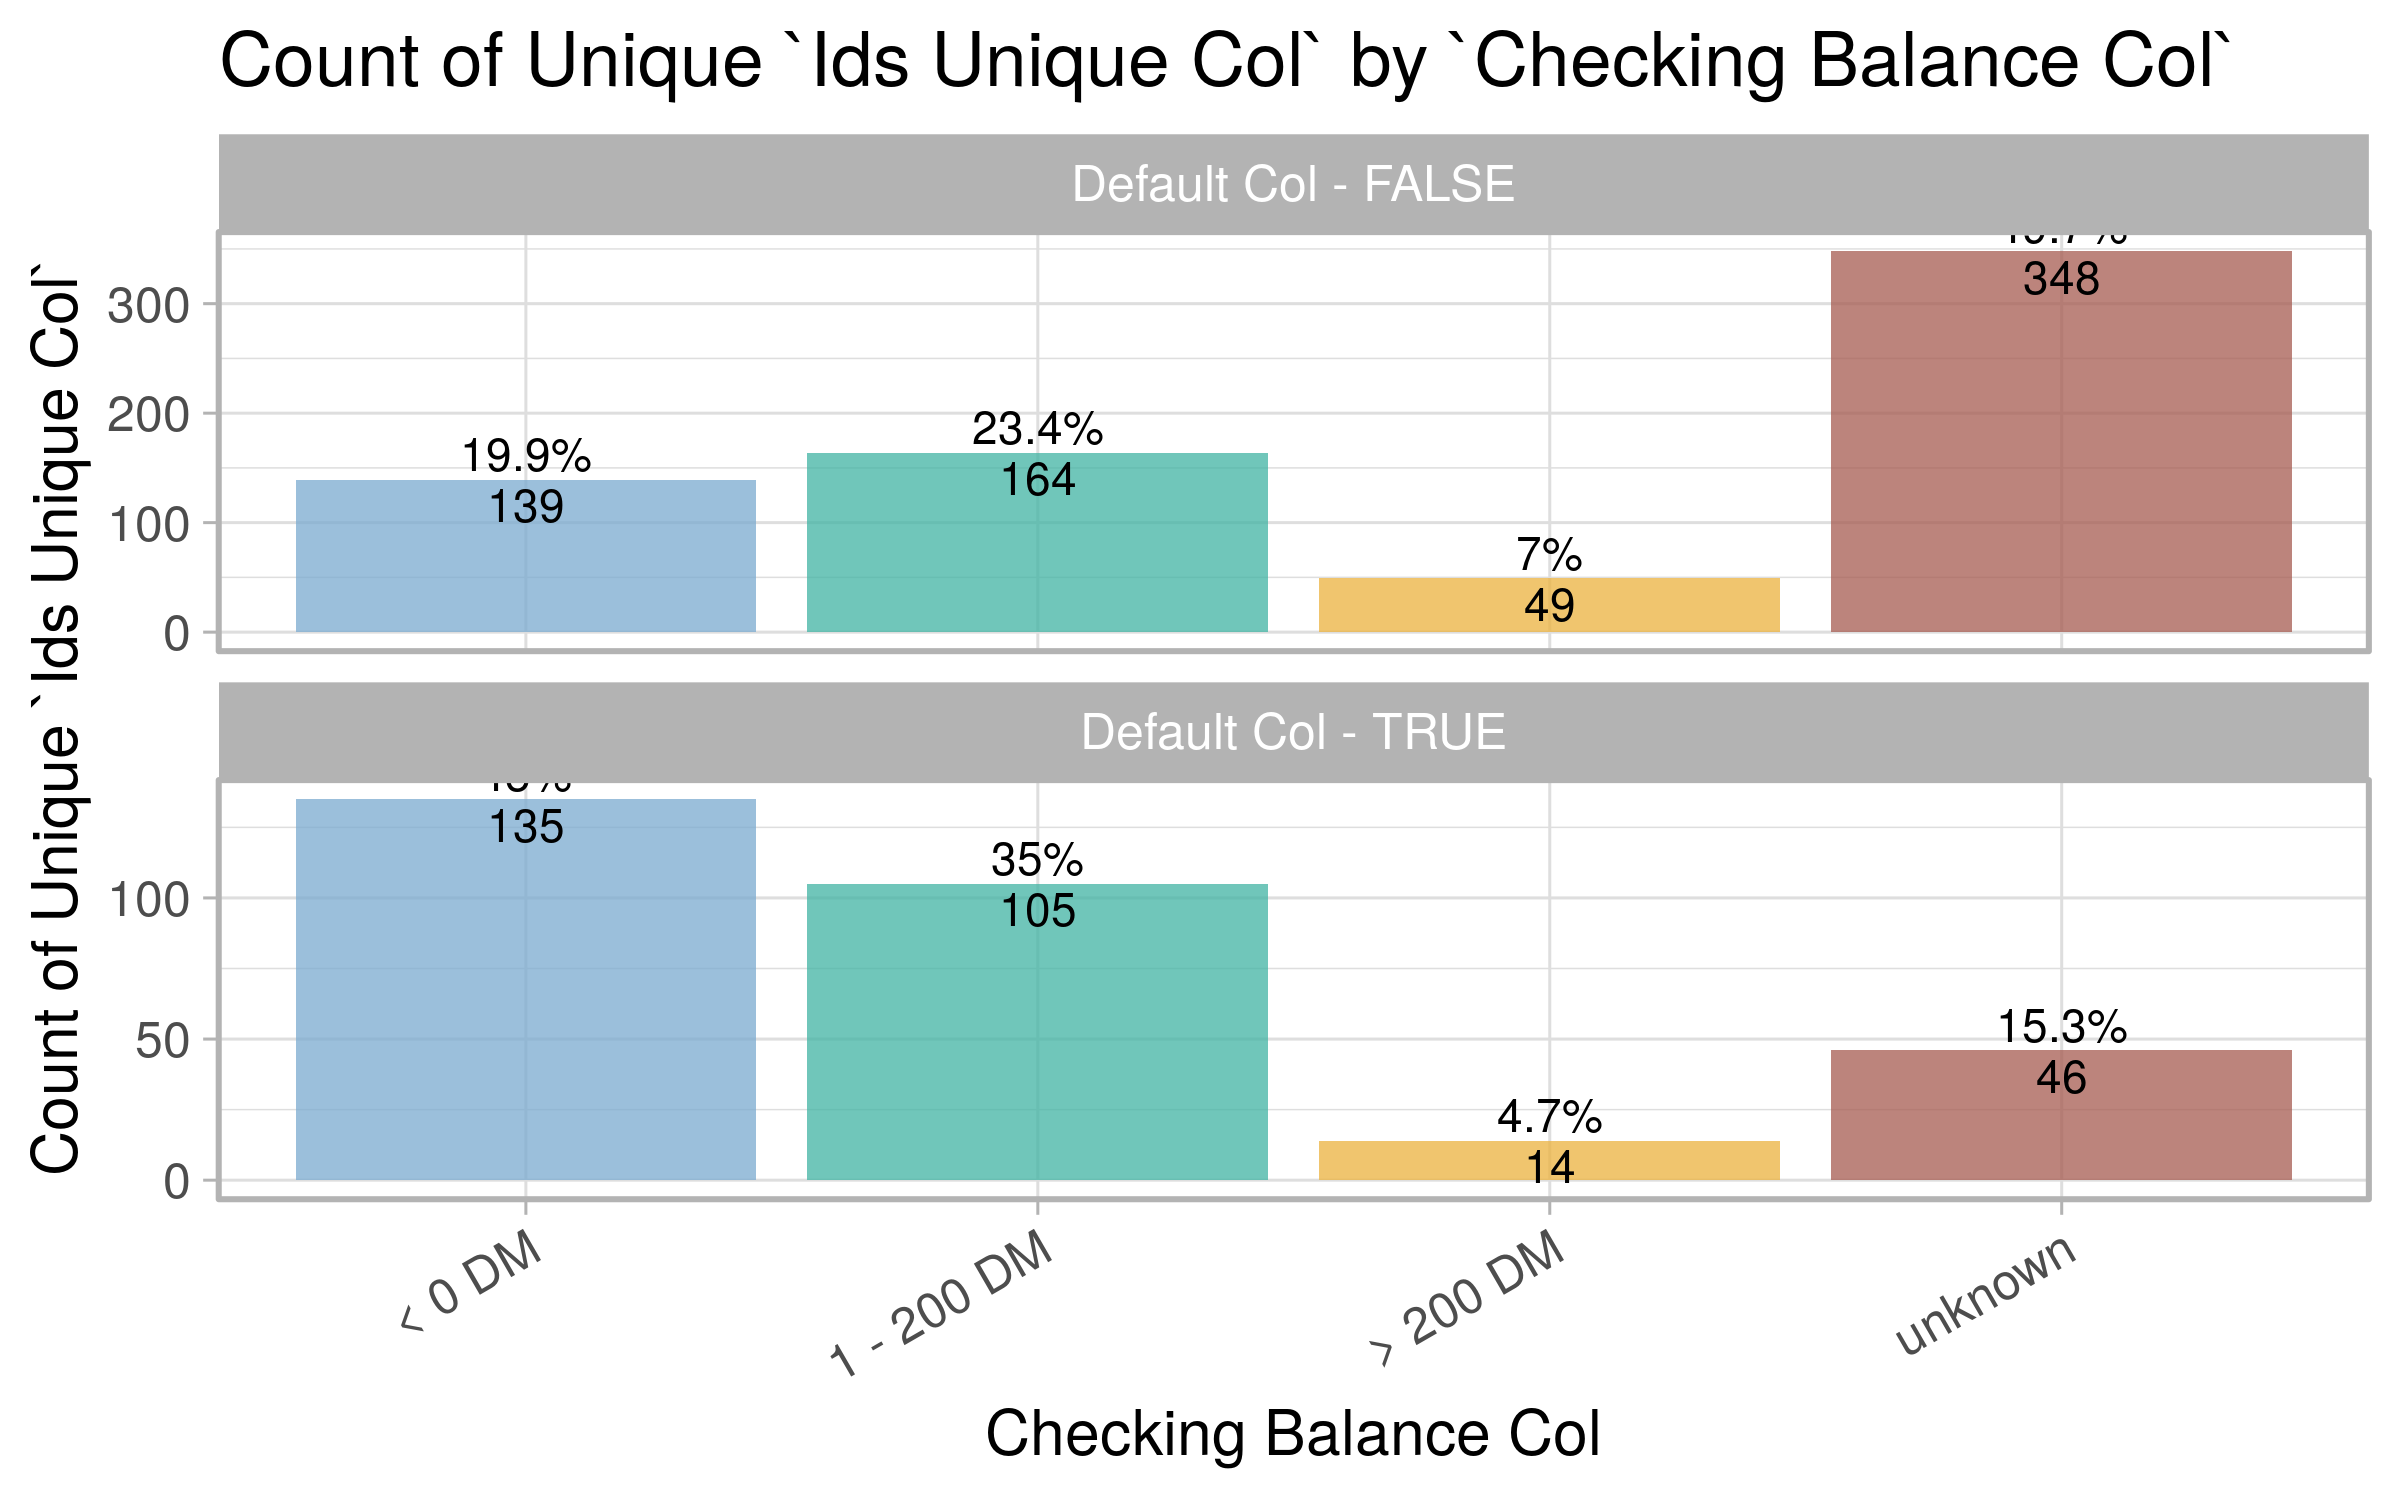 Count of Unique `Ids Unique Col` by `Checking Balance Col`
Count of Unique `Ids Unique Col`
Default Col - FALSE
300
200
100
0
19.9%
139
23.4%
164
7%
49
348
Default Col - TRUE
100
50
0
135
35%
105
4.7%
14
15.3%
46
< 0 DM
1 - 200 DM
> 200 DM
unknown
Checking Balance Col